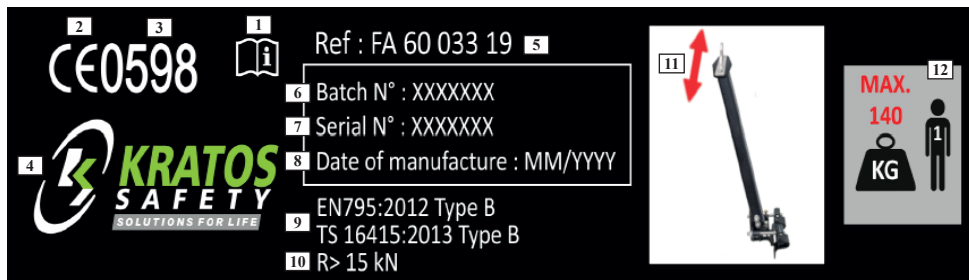 2
3
1
CE0598
i
Ref : FA 60 033 19
5
6
Batch N° : XXXXXXX
7
Serial N° : XXXXXXX
8
Date of manufacture : MM/YYYY
4
KRATOS
SAFETY
SOLUTIONS FOR LIFE
9
EN795:2012 Type B
TS 16415:2013 Type B
10
R> 15 kN
11
12
MAX.
140
KG
1